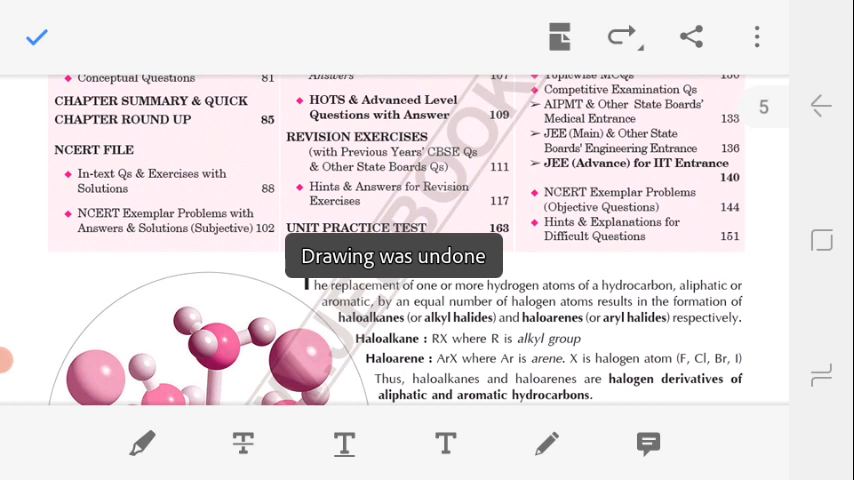 Conceptual Questions 81
CHAPTER SUMMARY & QUICK
CHAPTER ROUND UP 85
NCERT FILE
In-text Qs & Exercises with
Solutions 88
NCERT Exemplar Problems with
Answers & Solutions (Subjective) 102
Answers 107
HOTS & Advanced Level
Questions with Answer 109
REVISION EXERCISES
(with Previous Years' CBSE Qs
& Other State Boards Qs) 111
Hints & Answers for Revision
Exercises 117
UNIT PRACTICE TEST 163
Topicwise MCQs
Competitive Examination Qs
➢ AIPMT & Other State Boards'
Medical Entrance 133
➢ JEE (Main) & Other State
Boards' Engineering Entrance 136
➢ JEE (Advance) for IIT Entrance
140
NCERT Exemplar Problems
(Objective Questions) 144
Hints & Explanations for
Difficult Questions 151
5
Drawing was undone
The replacement of one or more hydrogen atoms of a hydrocarbon, aliphatic or
aromatic, by an equal number of halogen atoms results in the formation of
haloalkanes (or alkyl halides) and haloarenes (or aryl halides) respectively.
Haloalkane : RX where R is alkyl group
Haloarene : ArX where Ar is arene. X is halogen atom (F, Cl, Br, I)
Thus, haloalkanes and haloarenes are halogen derivatives of
aliphatic and aromatic hydrocarbons.